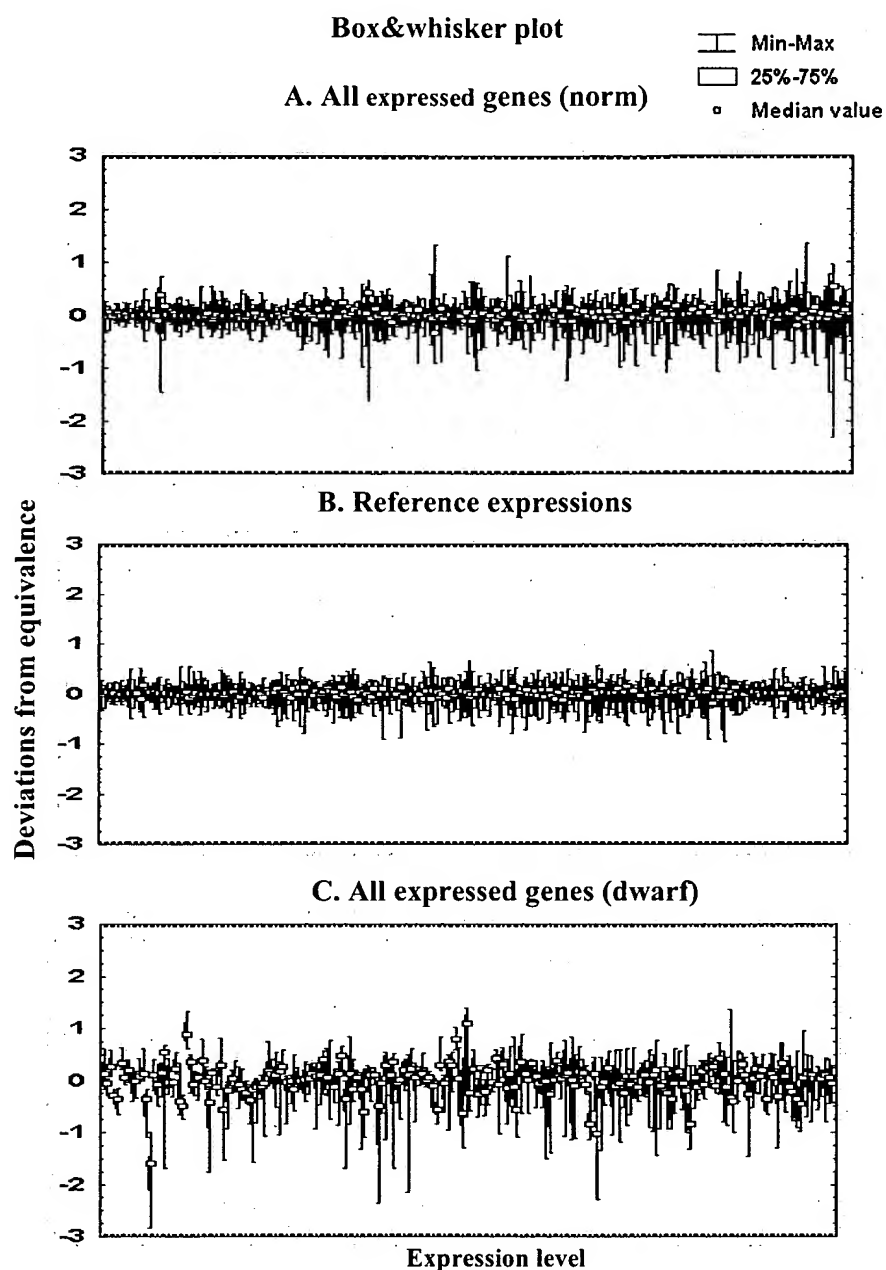 Box&whisker plot
Min-Max
25%-75%
Median value
A. All expressed genes (norm)
3
2
1
0
-1
-2
-3
B. Reference expressions
3
2
1
0
-1
-2
-3
C. All expressed genes (dwarf)
3
2
1
0
-1
-2
-3
Deviations from equivalence
Expression level